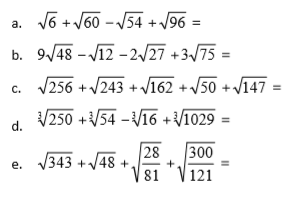 a. √6 + √60 − √54 + √96 =
b. 9√48 − √12 − 2√27 + 3√75 =
c. √256 + √243 + √162 + √50 + √147 =
d. ∛250 + ∛54 − ∛16 + ∛1029 =
e. √343 + √48 + √(28/81) + √(300/121) =